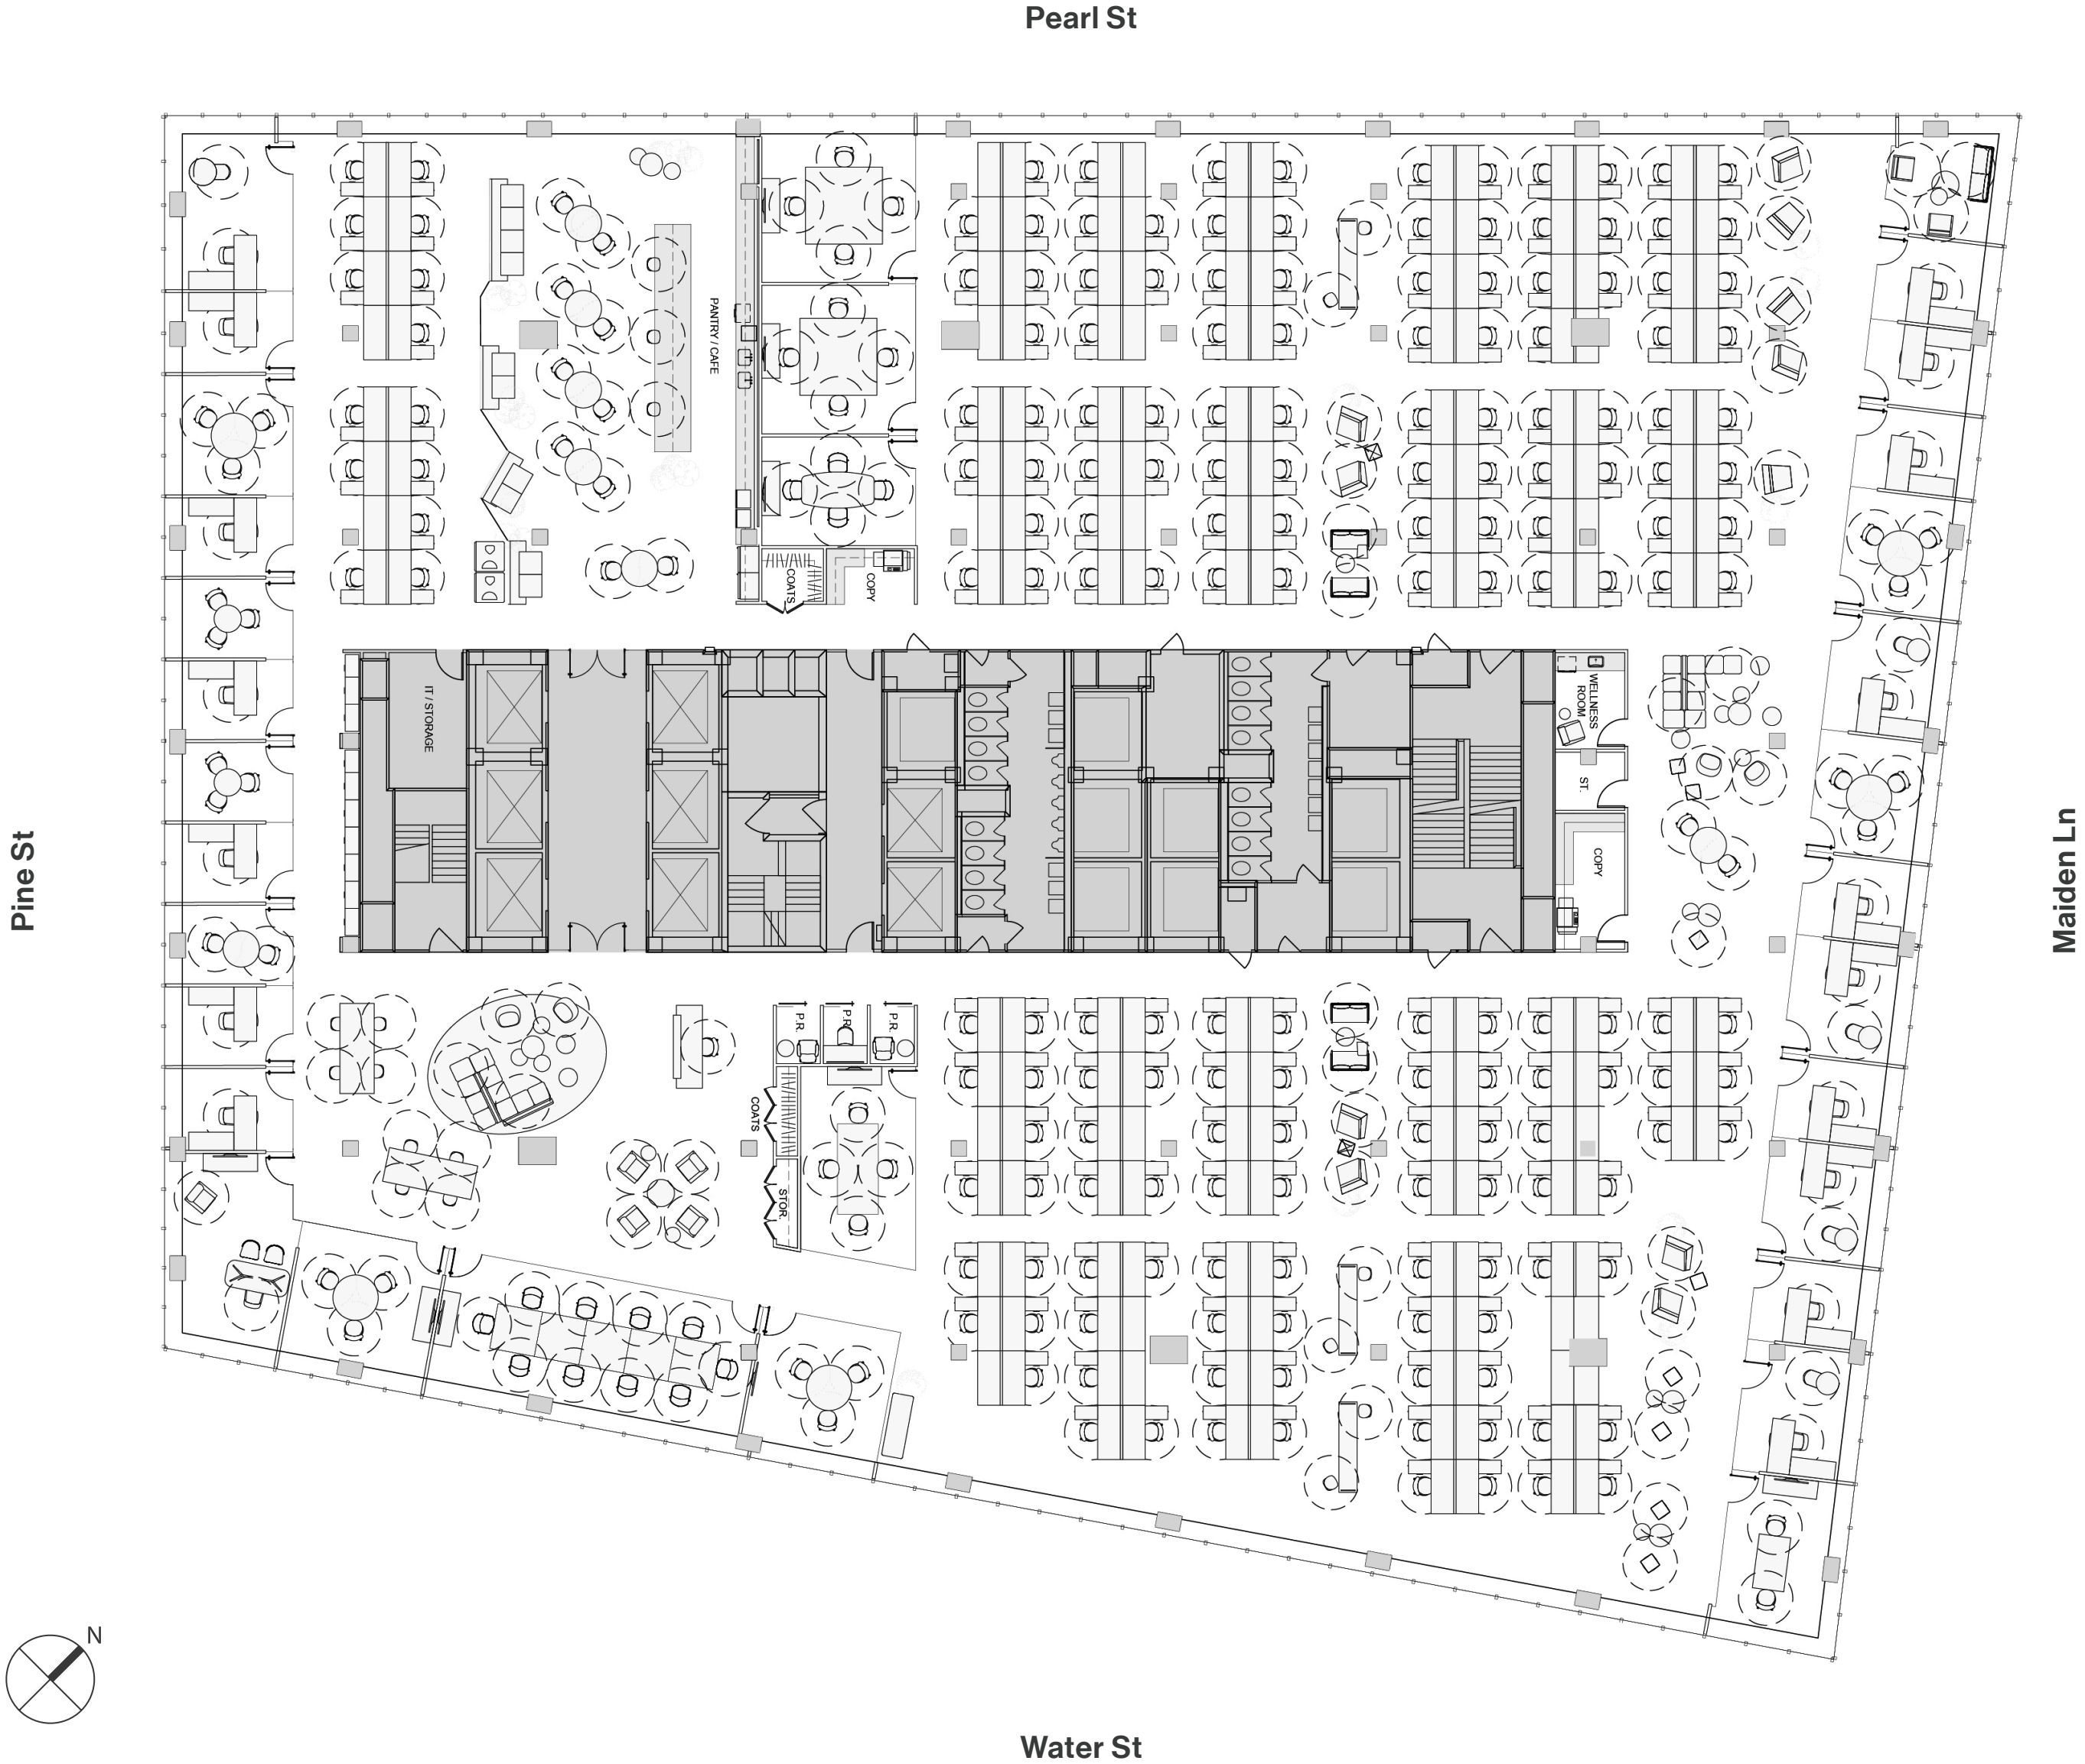 Pearl St
PANTRY / CAFE
COATS
COPY
IT / STORAGE
WELLNESS
ROOM
ST.
COPY
Pine St
Maiden Ln
P.R.
P.R.
P.R.
COATS
STOR.
N
Water St